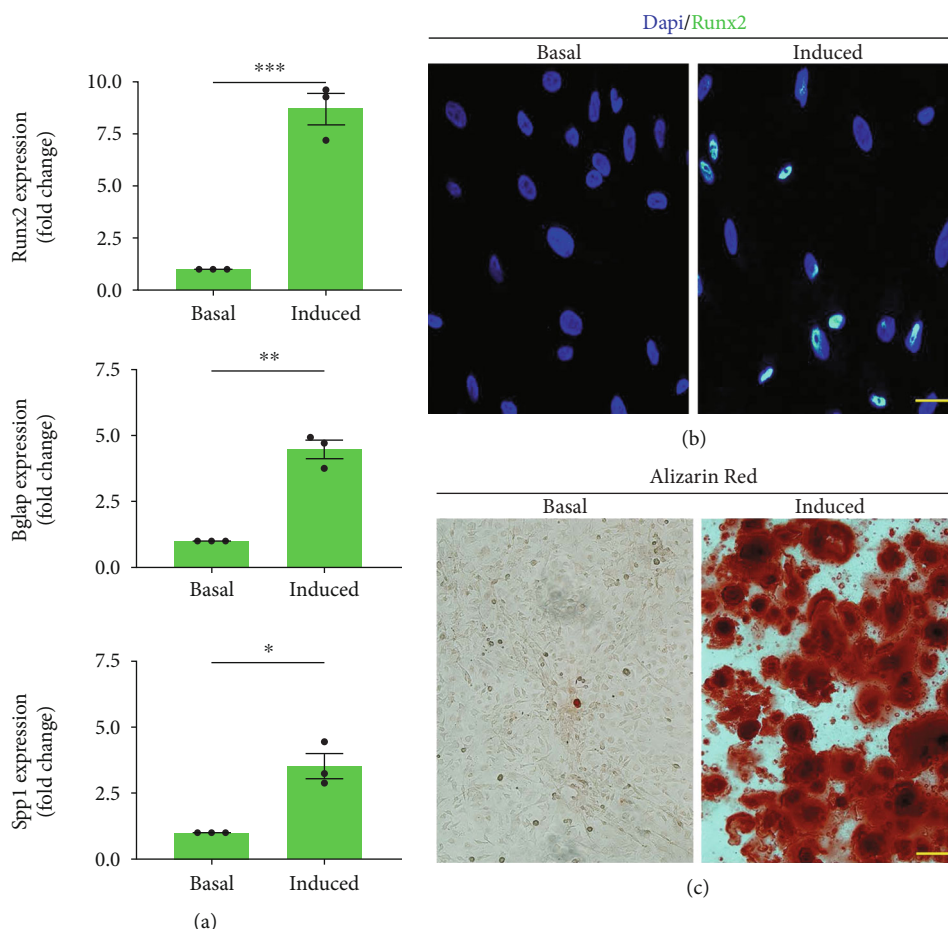 Runx2 expression
(fold change)
10.0
7.5
5.0
2.5
0.0
***
Basal
Induced
Bglap expression
(fold change)
7.5
5.0
2.5
0.0
**
Basal
Induced
Spp1 expression
(fold change)
7.5
5.0
2.5
0.0
*
Basal
Induced
(a)
Dapi/Runx2
Basal
Induced
(b)
Alizarin Red
Basal
Induced
(c)